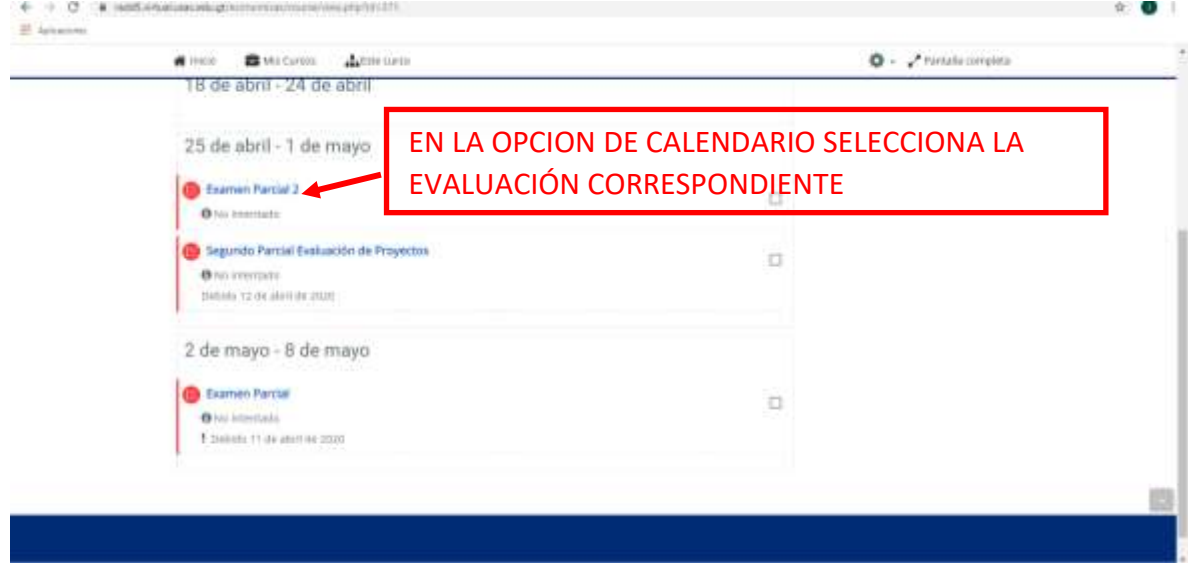 Aplicaciones
Inicio Mis Cursos Este curso Pantalla completa
18 de abril - 24 de abril
25 de abril - 1 de mayo
EN LA OPCION DE CALENDARIO SELECCIONA LA
EVALUACIÓN CORRESPONDIENTE
Examen Parcial 2
No intentado
Segundo Parcial Evaluación de Proyectos
No intentado
Debido 12 de abril de 2020
2 de mayo - 8 de mayo
Examen Parcial
No intentado
! Debido 11 de abril de 2020